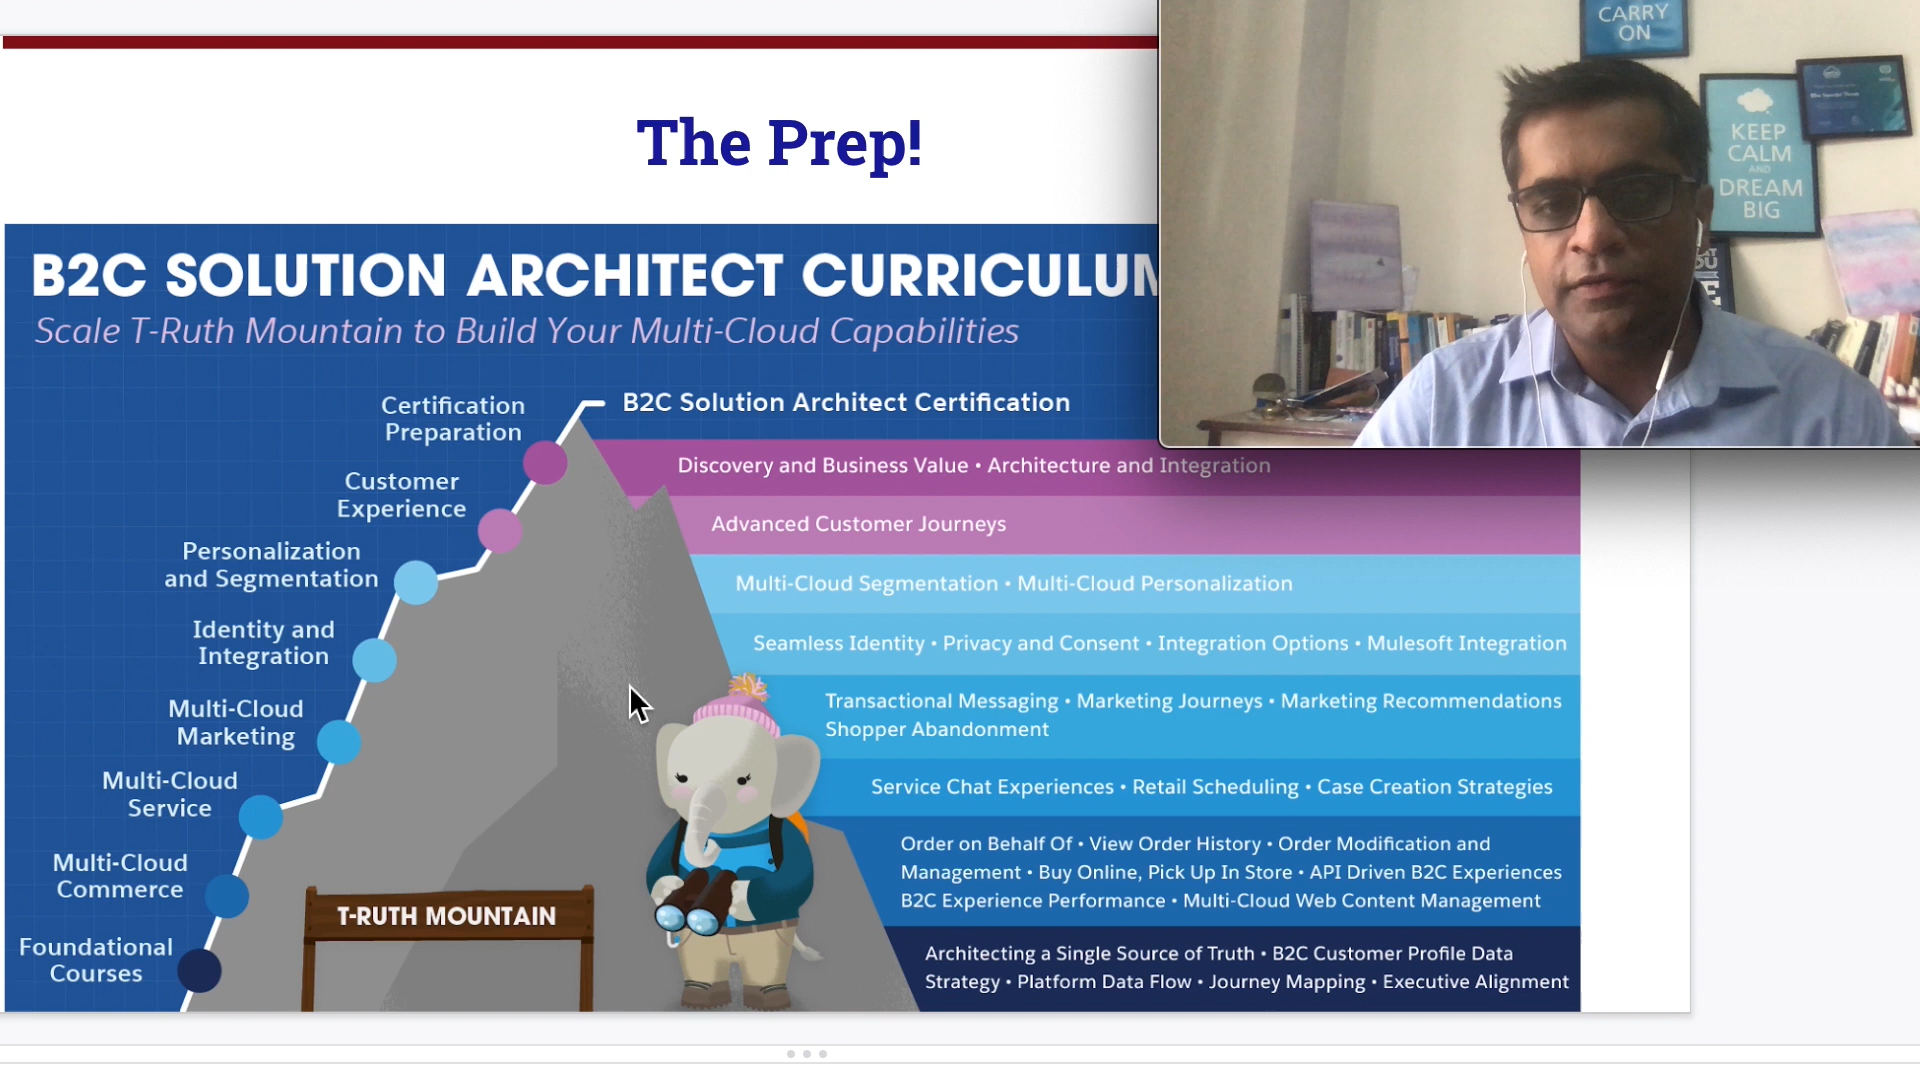 The Prep!
B2C SOLUTION ARCHITECT CURRICULUM
Scale T-Ruth Mountain to Build Your Multi-Cloud Capabilities
Certification
Preparation
B2C Solution Architect Certification
Discovery and Business Value • Architecture and Integration
Customer
Experience
Advanced Customer Journeys
Personalization
and Segmentation
Multi-Cloud Segmentation • Multi-Cloud Personalization
Identity and
Integration
Seamless Identity • Privacy and Consent • Integration Options • Mulesoft Integration
Multi-Cloud
Marketing
Transactional Messaging • Marketing Journeys • Marketing Recommendations
Shopper Abandonment
Multi-Cloud
Service
Service Chat Experiences • Retail Scheduling • Case Creation Strategies
Multi-Cloud
Commerce
Order on Behalf Of • View Order History • Order Modification and
Management • Buy Online, Pick Up In Store • API Driven B2C Experiences
B2C Experience Performance • Multi-Cloud Web Content Management
Foundational
Courses
Architecting a Single Source of Truth • B2C Customer Profile Data
Strategy • Platform Data Flow • Journey Mapping • Executive Alignment
T-RUTH MOUNTAIN
CARRY
ON
KEEP
CALM
AND
DREAM
BIG